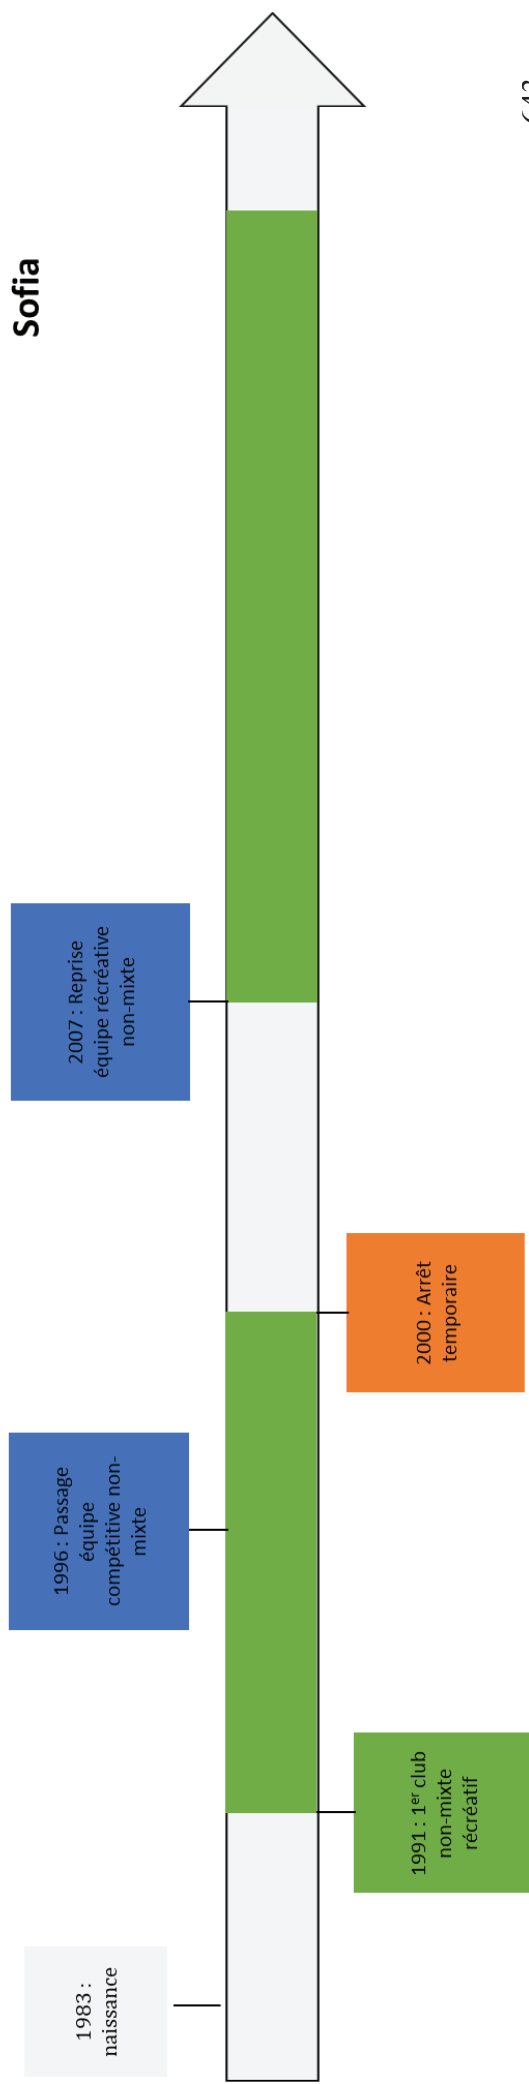 Sofia
1983 :
naissance
1996 : Passage
équipe
compétitive non-
mixte
2007 : Reprise
équipe récréative
non-mixte
1991 : 1er club
non-mixte
récréatif
2000 : Arrêt
temporaire